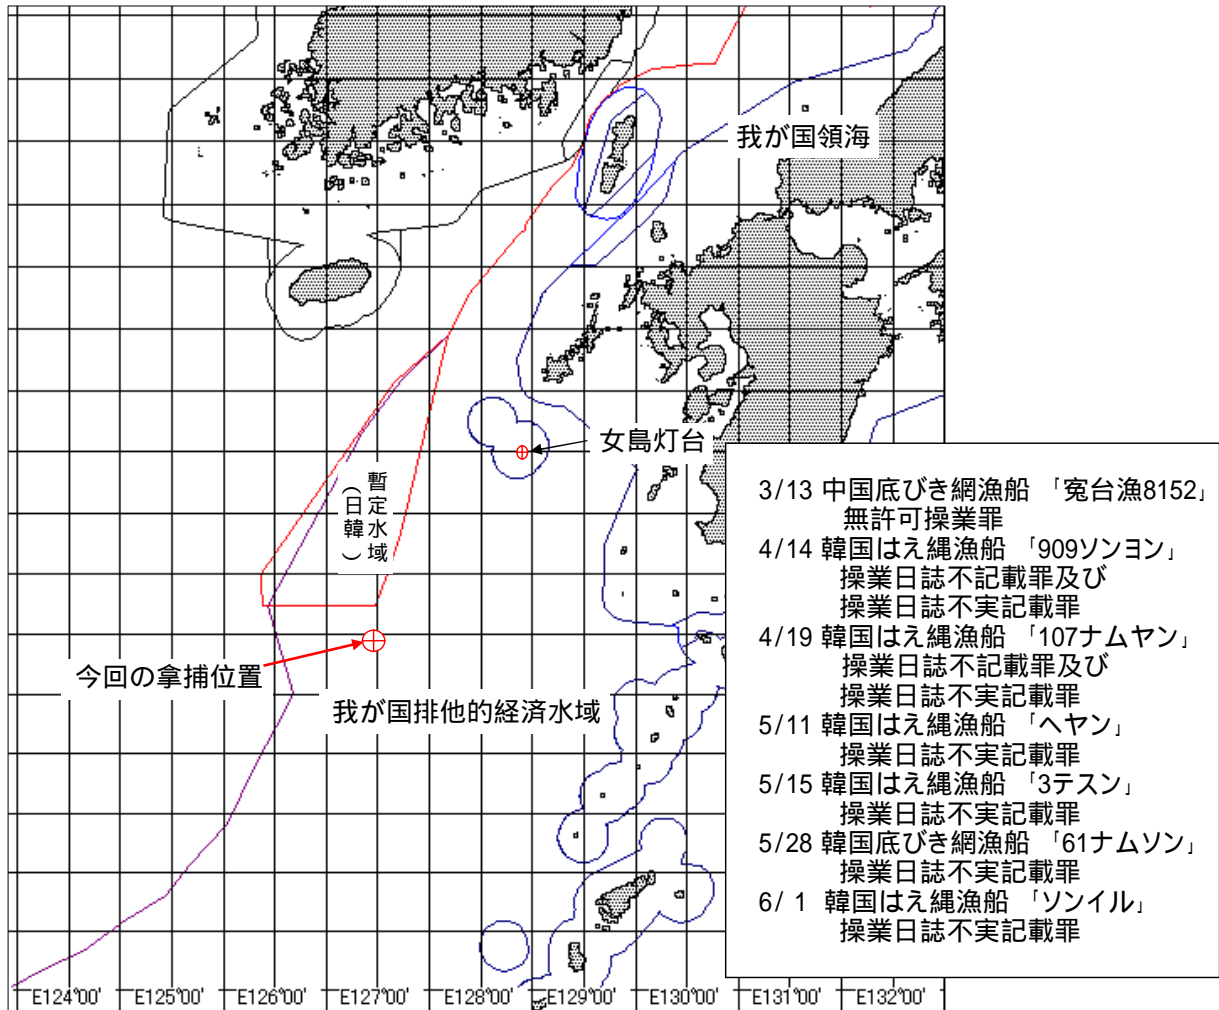 我が国領海
女島灯台
暫定水域
(日韓)
今回の拿捕位置
我が国排他的経済水域
3/13 中国底びき網漁船 「寃台漁8152」
無許可操業罪
4/14 韓国はえ縄漁船 「909ソンヨン」
操業日誌不記載罪及び
操業日誌不実記載罪
4/19 韓国はえ縄漁船 「107ナムヤン」
操業日誌不記載罪及び
操業日誌不実記載罪
5/11 韓国はえ縄漁船 「ヘヤン」
操業日誌不実記載罪
5/15 韓国はえ縄漁船 「3テスン」
操業日誌不実記載罪
5/28 韓国底びき網漁船 「61ナムソン」
操業日誌不実記載罪
6/ 1 韓国はえ縄漁船 「ソンイル」
操業日誌不実記載罪
E124°00' E125°00' E126°00' E127°00' E128°00' E129°00' E130°00' E131°00' E132°00'